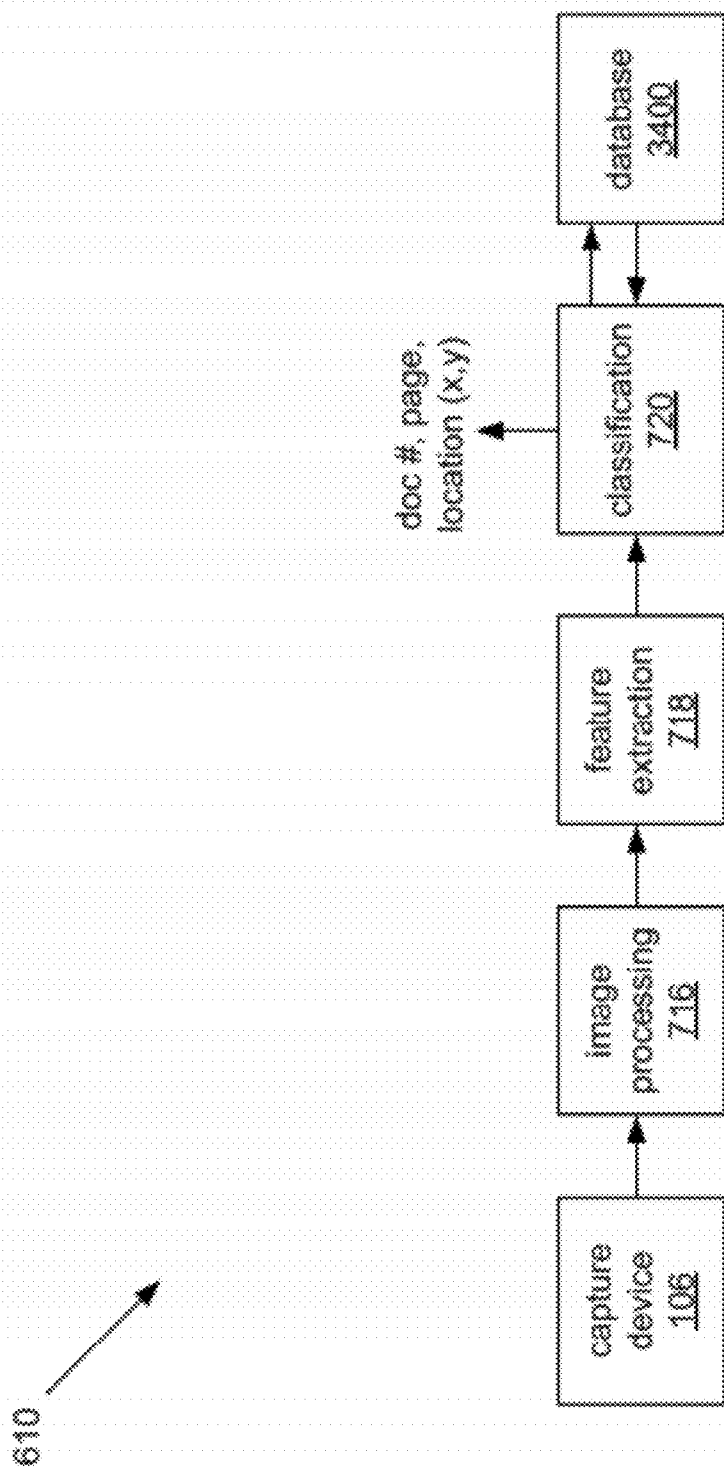 610
capture
device
106
image
processing
716
feature
extraction
718
doc #, page,
location (x,y)
classification
720
database
3400